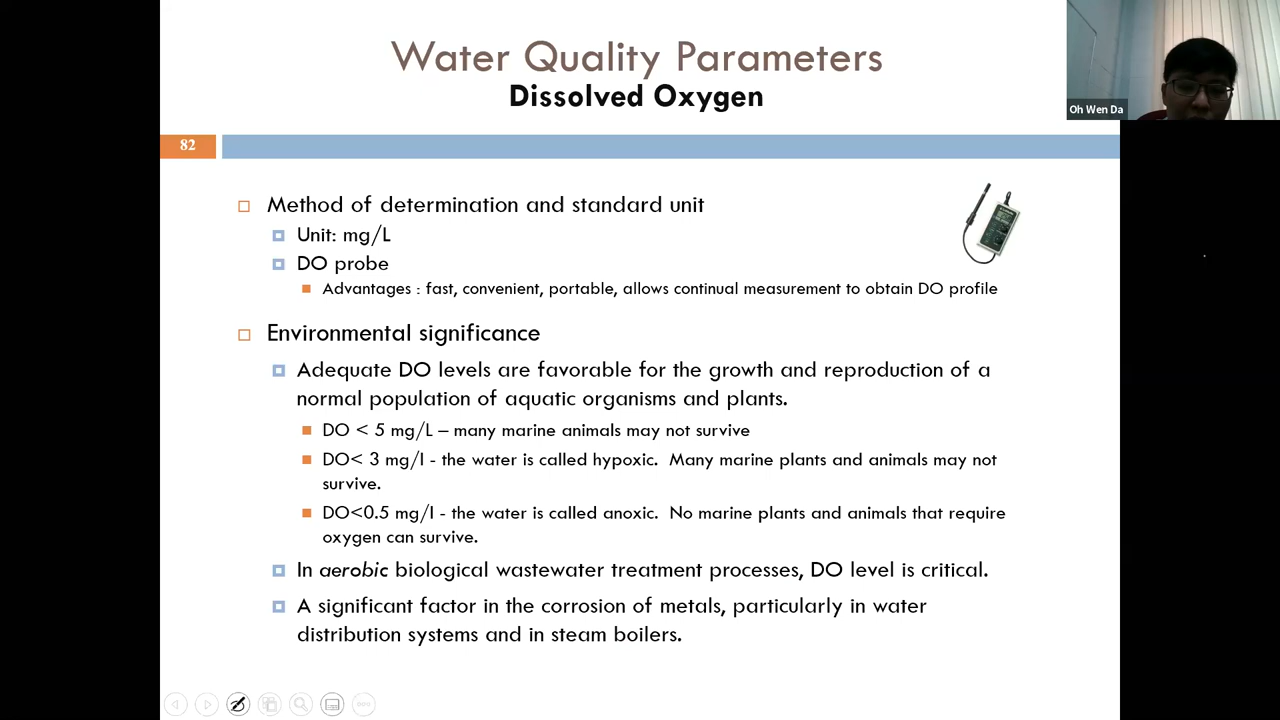 Water Quality Parameters
Dissolved Oxygen
Oh Wen Da
82
Method of determination and standard unit
Unit: mg/L
DO probe
Advantages : fast, convenient, portable, allows continual measurement to obtain DO profile
Environmental significance
Adequate DO levels are favorable for the growth and reproduction of a
normal population of aquatic organisms and plants.
DO < 5 mg/L – many marine animals may not survive
DO< 3 mg/l - the water is called hypoxic. Many marine plants and animals may not
survive.
DO<0.5 mg/l - the water is called anoxic. No marine plants and animals that require
oxygen can survive.
In aerobic biological wastewater treatment processes, DO level is critical.
A significant factor in the corrosion of metals, particularly in water
distribution systems and in steam boilers.